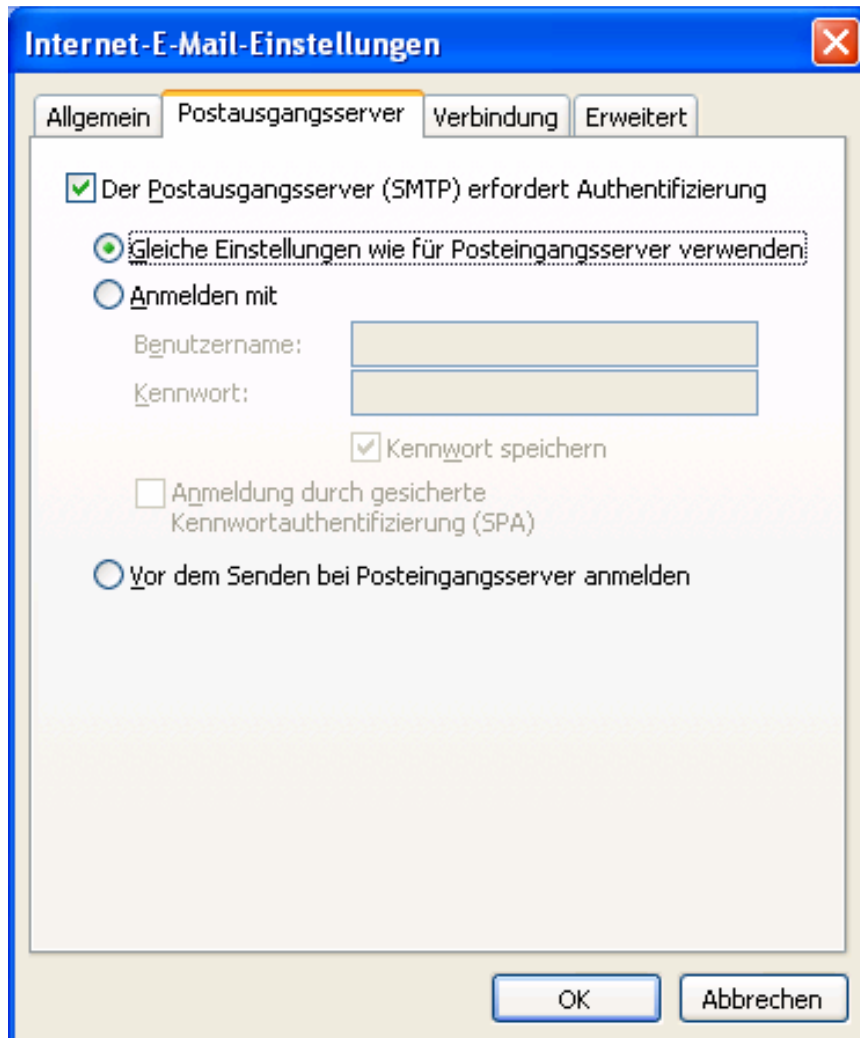 Internet-E-Mail-Einstellungen
Allgemein Postausgangsserver Verbindung Erweitert
Der Postausgangsserver (SMTP) erfordert Authentifizierung
Gleiche Einstellungen wie für Posteingangsserver verwenden
Anmelden mit
Benutzername:
Kennwort:
Kennwort speichern
Anmeldung durch gesicherte
Kennwortauthentifizierung (SPA)
Vor dem Senden bei Posteingangsserver anmelden
OK Abbrechen